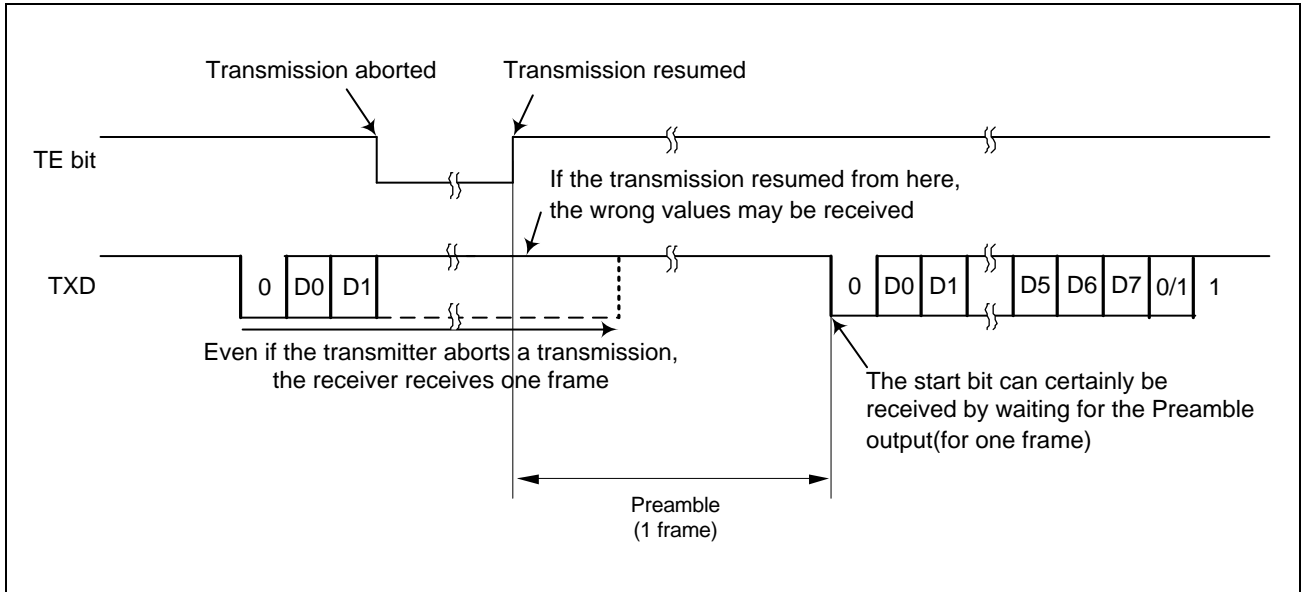 Transmission aborted
Transmission resumed
TE bit
If the transmission resumed from here,
the wrong values may be received
TXD
0 D0 D1
0 D0 D1 D5 D6 D7 0/1 1
Even if the transmitter aborts a transmission,
the receiver receives one frame
The start bit can certainly be
received by waiting for the Preamble
output(for one frame)
Preamble
(1 frame)